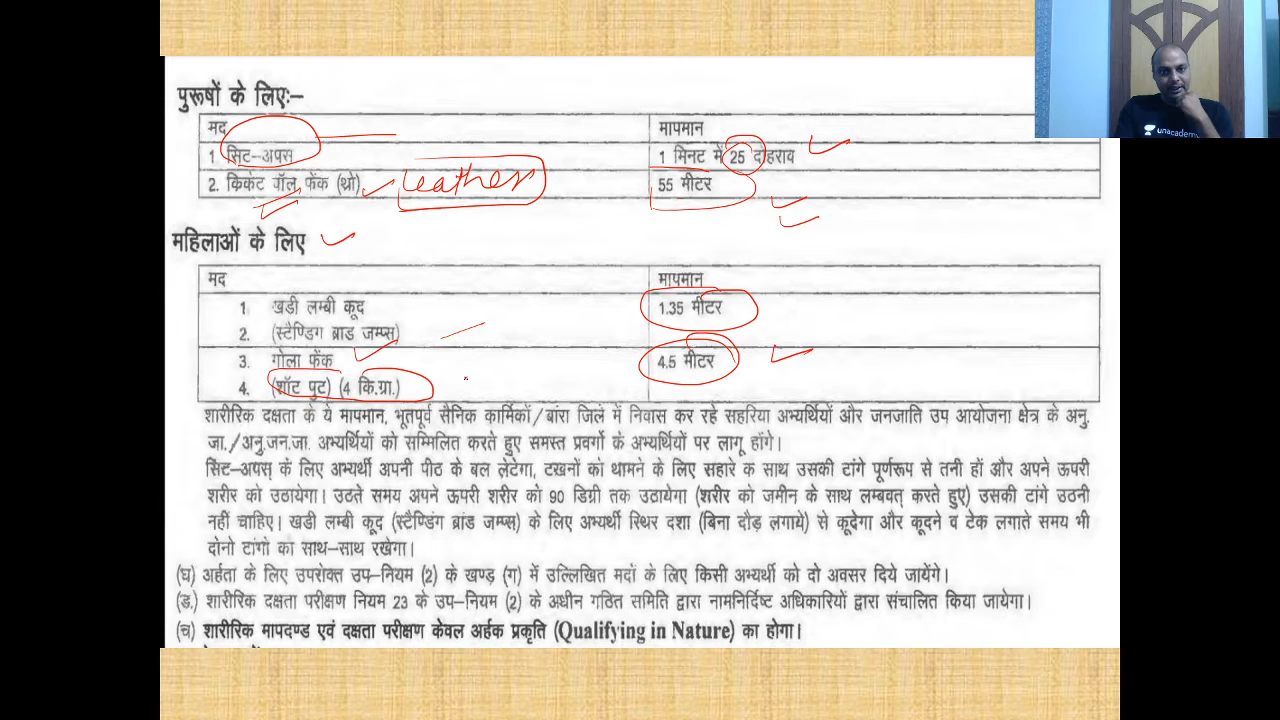 पुरूषों के लिएः–
मद
मापमान
1 सिट–अपस
1 मिनट में 25 दोहराव
2. किकेट बॉल फेंक (थ्रो)
leather
55 मीटर
महिलाओं के लिए
मद
मापमान
1. खडी लम्बी कूद
1.35 मीटर
2. (स्टैण्डिग ब्राड जम्प्स)
3. गोला फेंक
4.5 मीटर
4. (शॉट पुट) (4 कि.ग्रा.)
शारीरिक दक्षता के ये मापमान, भूतपूर्व सैनिक कार्मिकों/बांरा जिले में निवास कर रहे सहरिया अभ्यर्थियों और जनजाति उप आयोजना क्षेत्र के अनु.
जा./अनु.जन.जा. अभ्यर्थियों को सम्मिलित करते हुए समस्त प्रवर्गो के अभ्यर्थियों पर लागू होंगे।
सिट–अपस् के लिए अभ्यर्थी अपनी पीठ के बल लेटेगा, टखनों को थामने के लिए सहारे क साथ उसकी टांगे पूर्णरूप से तनी हों और अपने ऊपरी
शरीर को उठायेगा। उठते समय अपने ऊपरी शरीर को 90 डिग्री तक उठायेगा (शरीर को जमीन के साथ लम्बवत् करते हुए) उसकी टांगे उठनी
नहीं चाहिए। खडी लम्बी कूद (स्टैण्डिंग ब्रांड जम्प्स) के लिए अभ्यर्थी स्थिर दशा (बिना दौड़ लगाये) से कूदेगा और कूदने व टेक लगाते समय भी
दोनो टांगो का साथ–साथ रखेगा।
(घ) अर्हता के लिए उपरोक्त उप–नियम (2) के खण्ड़ (ग) में उल्लिखित मदों के लिए किसी अभ्यर्थी को दो अवसर दिये जायेंगे।
(ड.) शारीरिक दक्षता परीक्षण नियम 23 के उप–नियम (2) के अधीन गठित समिति द्वारा नामनिर्दिष्ट अधिकारियों द्वारा संचालित किया जायेगा।
(च) शारीरिक मापदण्ड एवं दक्षता परीक्षण केवल अर्हक प्रकृति (Qualifying in Nature) का होगा।
unacademy